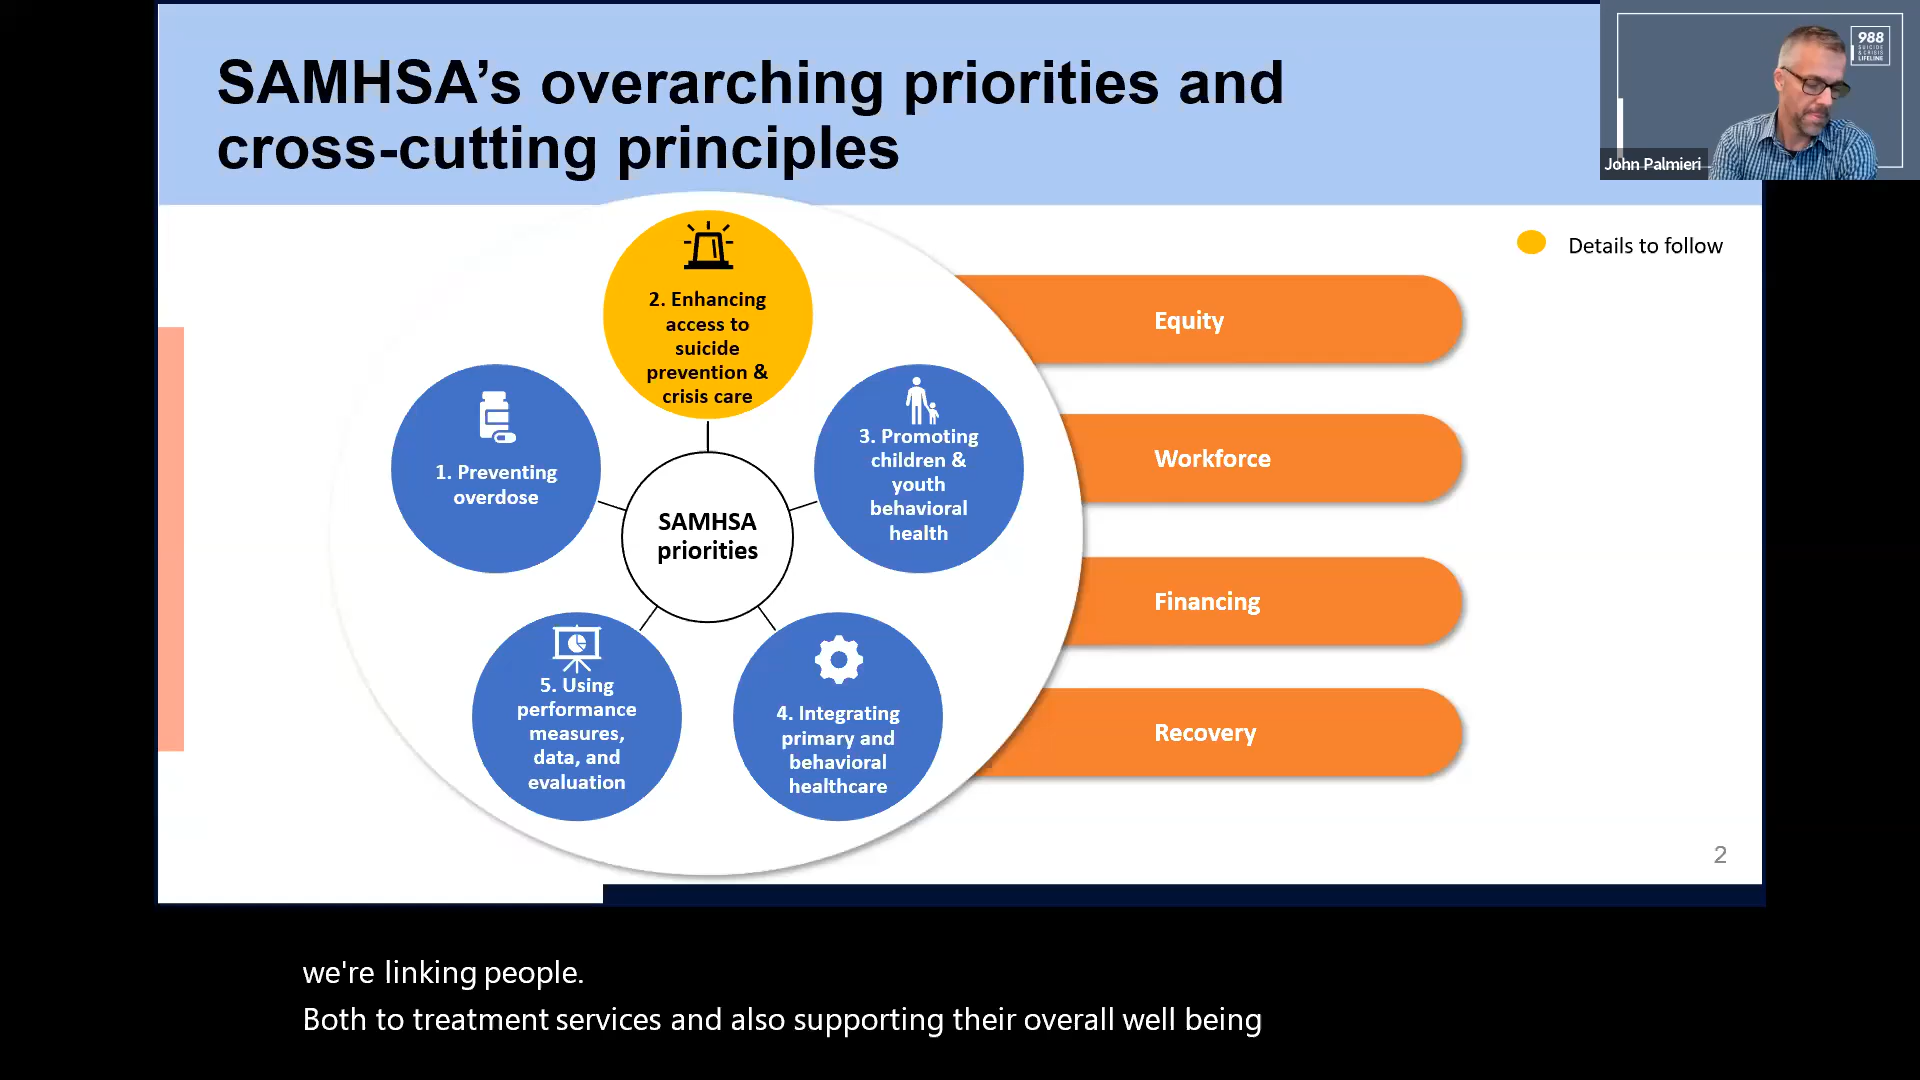 SAMHSA’s overarching priorities and
cross-cutting principles
988
SUICIDE
& CRISIS
LIFELINE
John Palmieri
Details to follow
2. Enhancing
access to
suicide
prevention &
crisis care
1. Preventing
overdose
3. Promoting
children &
youth
behavioral
health
SAMHSA
priorities
5. Using
performance
measures,
data, and
evaluation
4. Integrating
primary and
behavioral
healthcare
Equity
Workforce
Financing
Recovery
2
we're linking people.
Both to treatment services and also supporting their overall well being